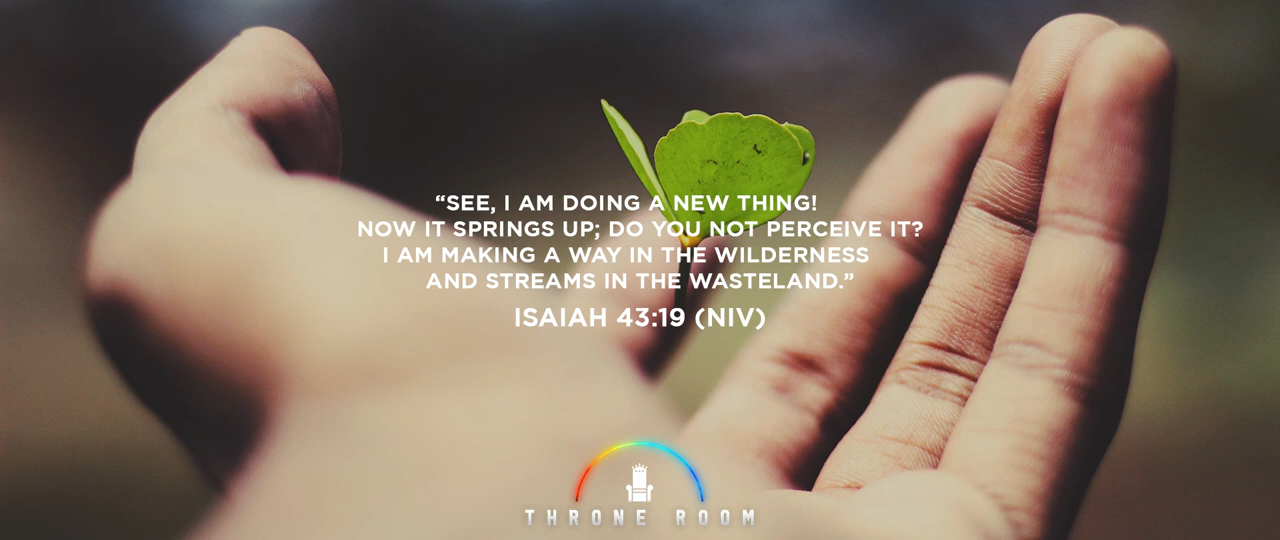 “SEE, I AM DOING A NEW THING!
NOW IT SPRINGS UP; DO YOU NOT PERCEIVE IT?
I AM MAKING A WAY IN THE WILDERNESS
AND STREAMS IN THE WASTELAND.”
ISAIAH 43:19 (NIV)
THRONE ROOM